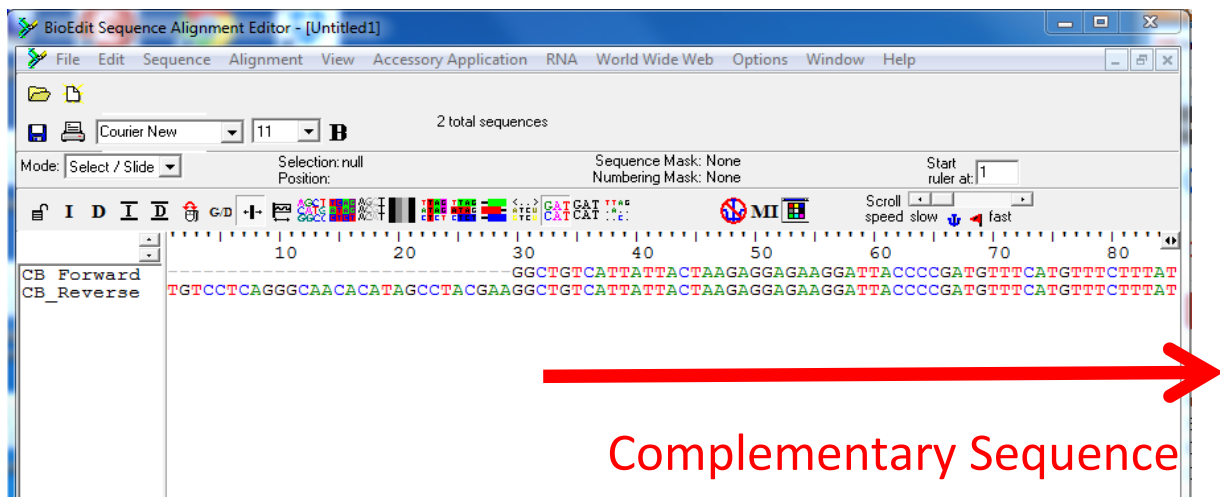 BioEdit Sequence Alignment Editor - [Untitled1]
File Edit Sequence Alignment View Accessory Application RNA World Wide Web Options Window Help
Courier New 11 B 2 total sequences
Mode: Select / Slide Selection: null Sequence Mask: None Start
Position: Numbering Mask: None ruler at: 1
I D I D G/D MI Scroll
speed slow fast
10 20 30 40 50 60 70 80
CB Forward -----------------------------GGCTGTCATTATTACTAAGAGGAGAAGGATTACCCCGATGTTTCATGTTTCTTTAT
CB_Reverse TGTCCTCAGGGCAACACATAGCCTACGAAGGCTGTCATTATTACTAAGAGGAGAAGGATTACCCCGATGTTTCATGTTTCTTTAT
Complementary Sequence